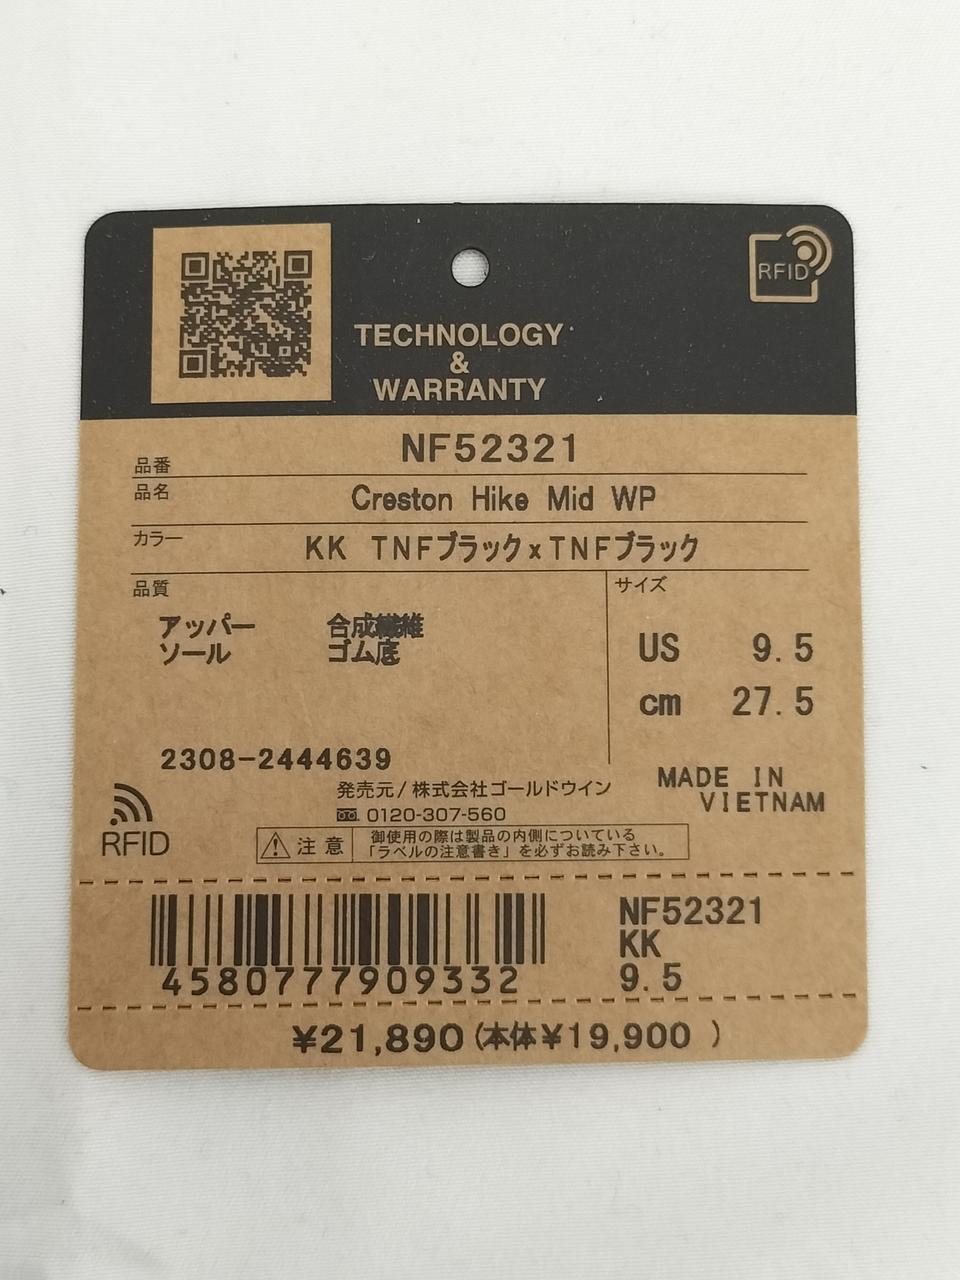 RFID
TECHNOLOGY
&
WARRANTY
品番 NF52321
品名 Creston Hike Mid WP
カラー KK TNFブラックxTNFブラック
品質
アッパー 合成繊維
ソール ゴム底
サイズ
US 9.5
cm 27.5
2308-2444639
MADE IN
VIETNAM
発売元/株式会社ゴールドウイン
0120-307-560
RFID
注意
御使用の際は製品の内側についている
「ラベルの注意書き」を必ずお読み下さい。
4580777909332
NF52321
KK
9.5
¥21,890(本体¥19,900 )